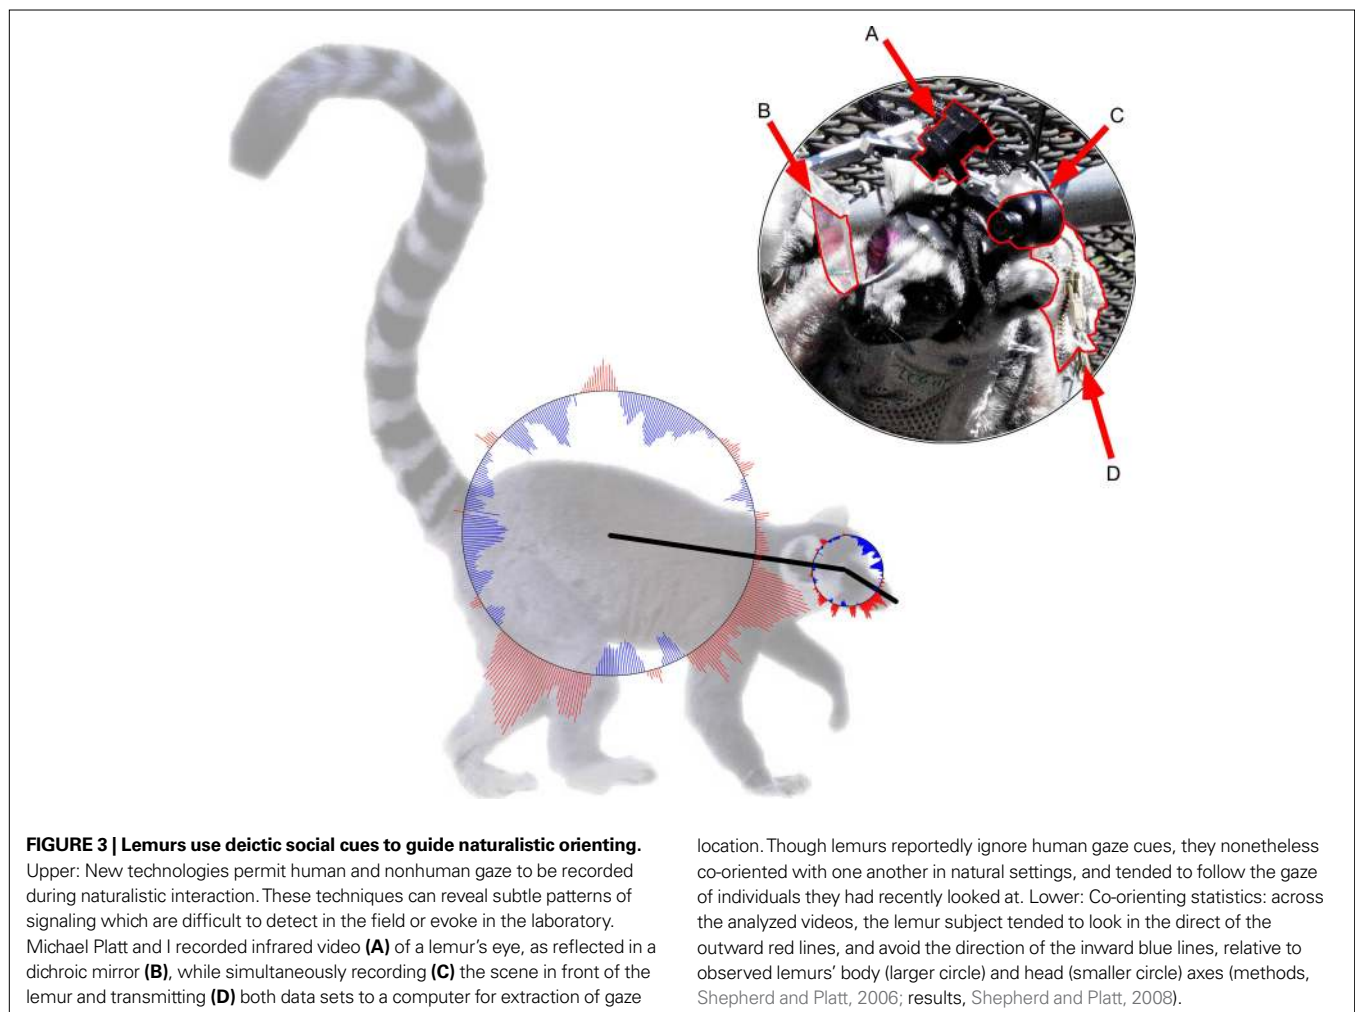 A
B
C
D
FIGURE 3 | Lemurs use deictic social cues to guide naturalistic orienting.
Upper: New technologies permit human and nonhuman gaze to be recorded
during naturalistic interaction. These techniques can reveal subtle patterns of
signaling which are difficult to detect in the field or evoke in the laboratory.
Michael Platt and I recorded infrared video (A) of a lemur's eye, as reflected in a
dichroic mirror (B), while simultaneously recording (C) the scene in front of the
lemur and transmitting (D) both data sets to a computer for extraction of gaze
location. Though lemurs reportedly ignore human gaze cues, they nonetheless
co-oriented with one another in natural settings, and tended to follow the gaze
of individuals they had recently looked at. Lower: Co-orienting statistics: across
the analyzed videos, the lemur subject tended to look in the direct of the
outward red lines, and avoid the direction of the inward blue lines, relative to
observed lemurs' body (larger circle) and head (smaller circle) axes (methods,
Shepherd and Platt, 2006; results, Shepherd and Platt, 2008).